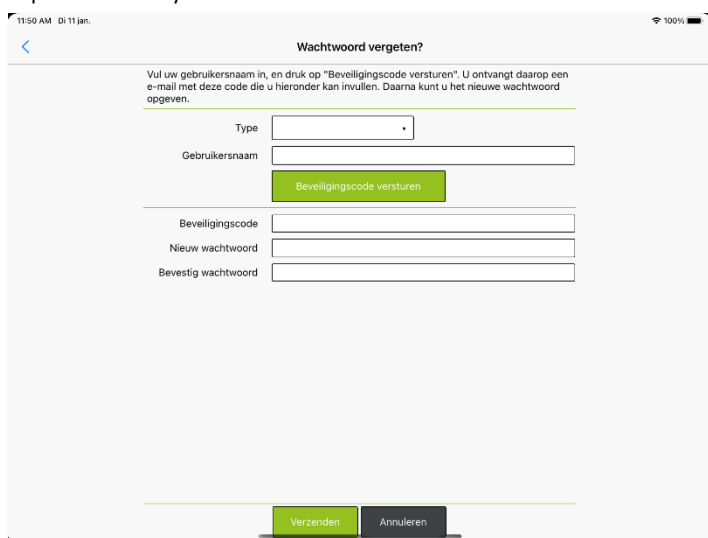 11:50 AM Di 11 jan.
100%
Wachtwoord vergeten?
Vul uw gebruikersnaam in, en druk op "Beveiligingscode versturen". U ontvangt daarop een
e-mail met deze code die u hieronder kan invullen. Daarna kunt u het nieuwe wachtwoord
opgeven.
Type
Gebruikersnaam
Beveiligingscode versturen
Beveiligingscode
Nieuw wachtwoord
Bevestig wachtwoord
Verzenden Annuleren